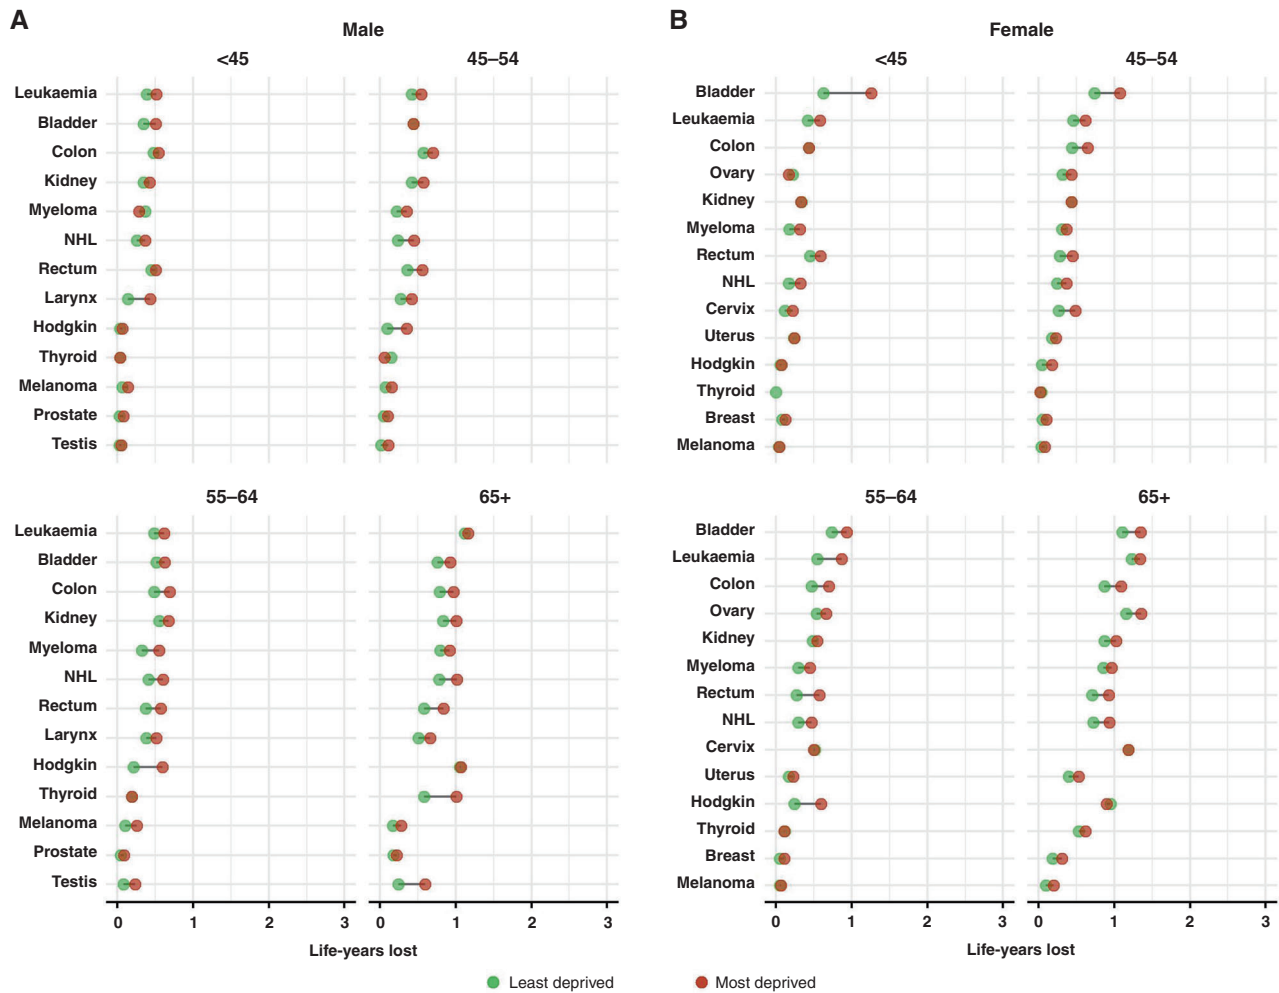 A
Male
<45
45–54
Leukaemia
Bladder
Colon
Kidney
Myeloma
NHL
Rectum
Larynx
Hodgkin
Thyroid
Melanoma
Prostate
Testis
55–64
65+
Leukaemia
Bladder
Colon
Kidney
Myeloma
NHL
Rectum
Larynx
Hodgkin
Thyroid
Melanoma
Prostate
Testis
0 1 2 3 0 1 2 3
Life-years lost
B
Female
<45
45–54
Bladder
Leukaemia
Colon
Ovary
Kidney
Myeloma
Rectum
NHL
Cervix
Uterus
Hodgkin
Thyroid
Breast
Melanoma
55–64
65+
Bladder
Leukaemia
Colon
Ovary
Kidney
Myeloma
Rectum
NHL
Cervix
Uterus
Hodgkin
Thyroid
Breast
Melanoma
0 1 2 3 0 1 2 3
Life-years lost
Least deprived
Most deprived